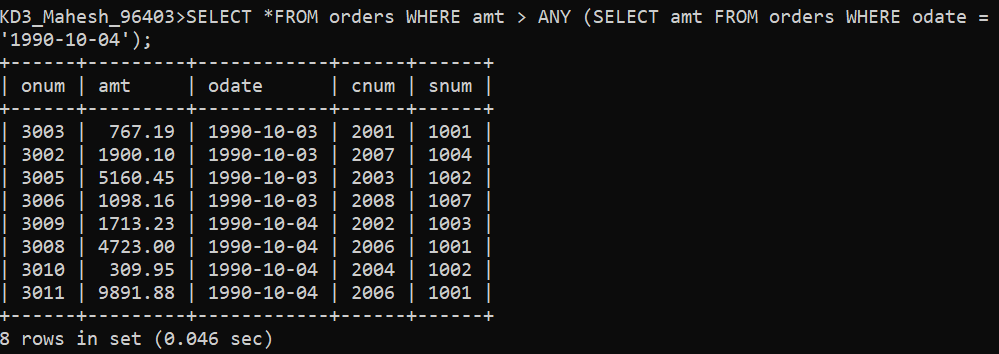 KD3_Mahesh_96403>SELECT *FROM orders WHERE amt > ANY (SELECT amt FROM orders WHERE odate =
'1990-10-04');
+------+---------+------------+------+------+
| onum | amt     | odate      | cnum | snum |
+------+---------+------------+------+------+
| 3003 |  767.19 | 1990-10-03 | 2001 | 1001 |
| 3002 | 1900.10 | 1990-10-03 | 2007 | 1004 |
| 3005 | 5160.45 | 1990-10-03 | 2003 | 1002 |
| 3006 | 1098.16 | 1990-10-03 | 2008 | 1007 |
| 3009 | 1713.23 | 1990-10-04 | 2002 | 1003 |
| 3008 | 4723.00 | 1990-10-04 | 2006 | 1001 |
| 3010 |  309.95 | 1990-10-04 | 2004 | 1002 |
| 3011 | 9891.88 | 1990-10-04 | 2006 | 1001 |
+------+---------+------------+------+------+
8 rows in set (0.046 sec)